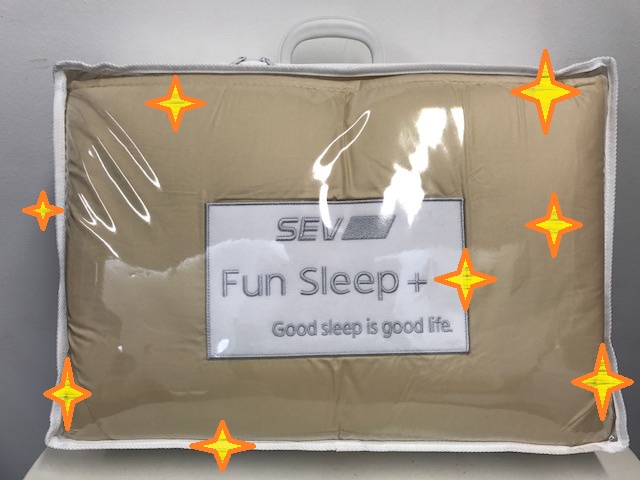 SEV
Fun Sleep +
Good sleep is good life.